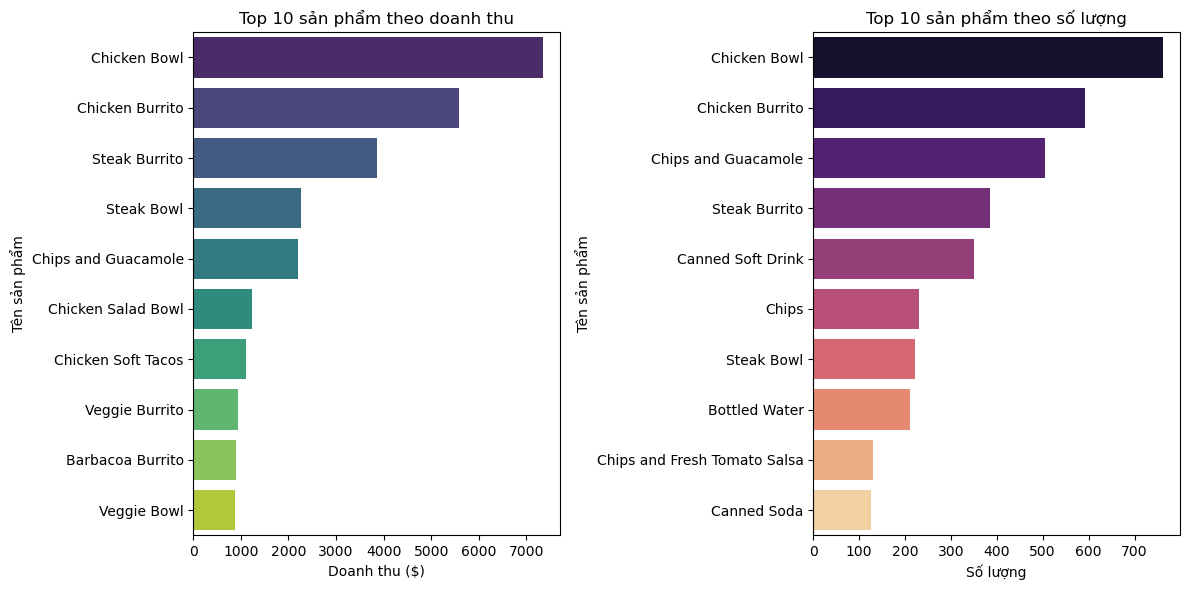 Top 10 sản phẩm theo doanh thu
Tên sản phẩm
Chicken Bowl
Chicken Burrito
Steak Burrito
Steak Bowl
Chips and Guacamole
Chicken Salad Bowl
Chicken Soft Tacos
Veggie Burrito
Barbacoa Burrito
Veggie Bowl
0 1000 2000 3000 4000 5000 6000 7000
Doanh thu ($)
Top 10 sản phẩm theo số lượng
Tên sản phẩm
Chicken Bowl
Chicken Burrito
Chips and Guacamole
Steak Burrito
Canned Soft Drink
Chips
Steak Bowl
Bottled Water
Chips and Fresh Tomato Salsa
Canned Soda
0 100 200 300 400 500 600 700
Số lượng